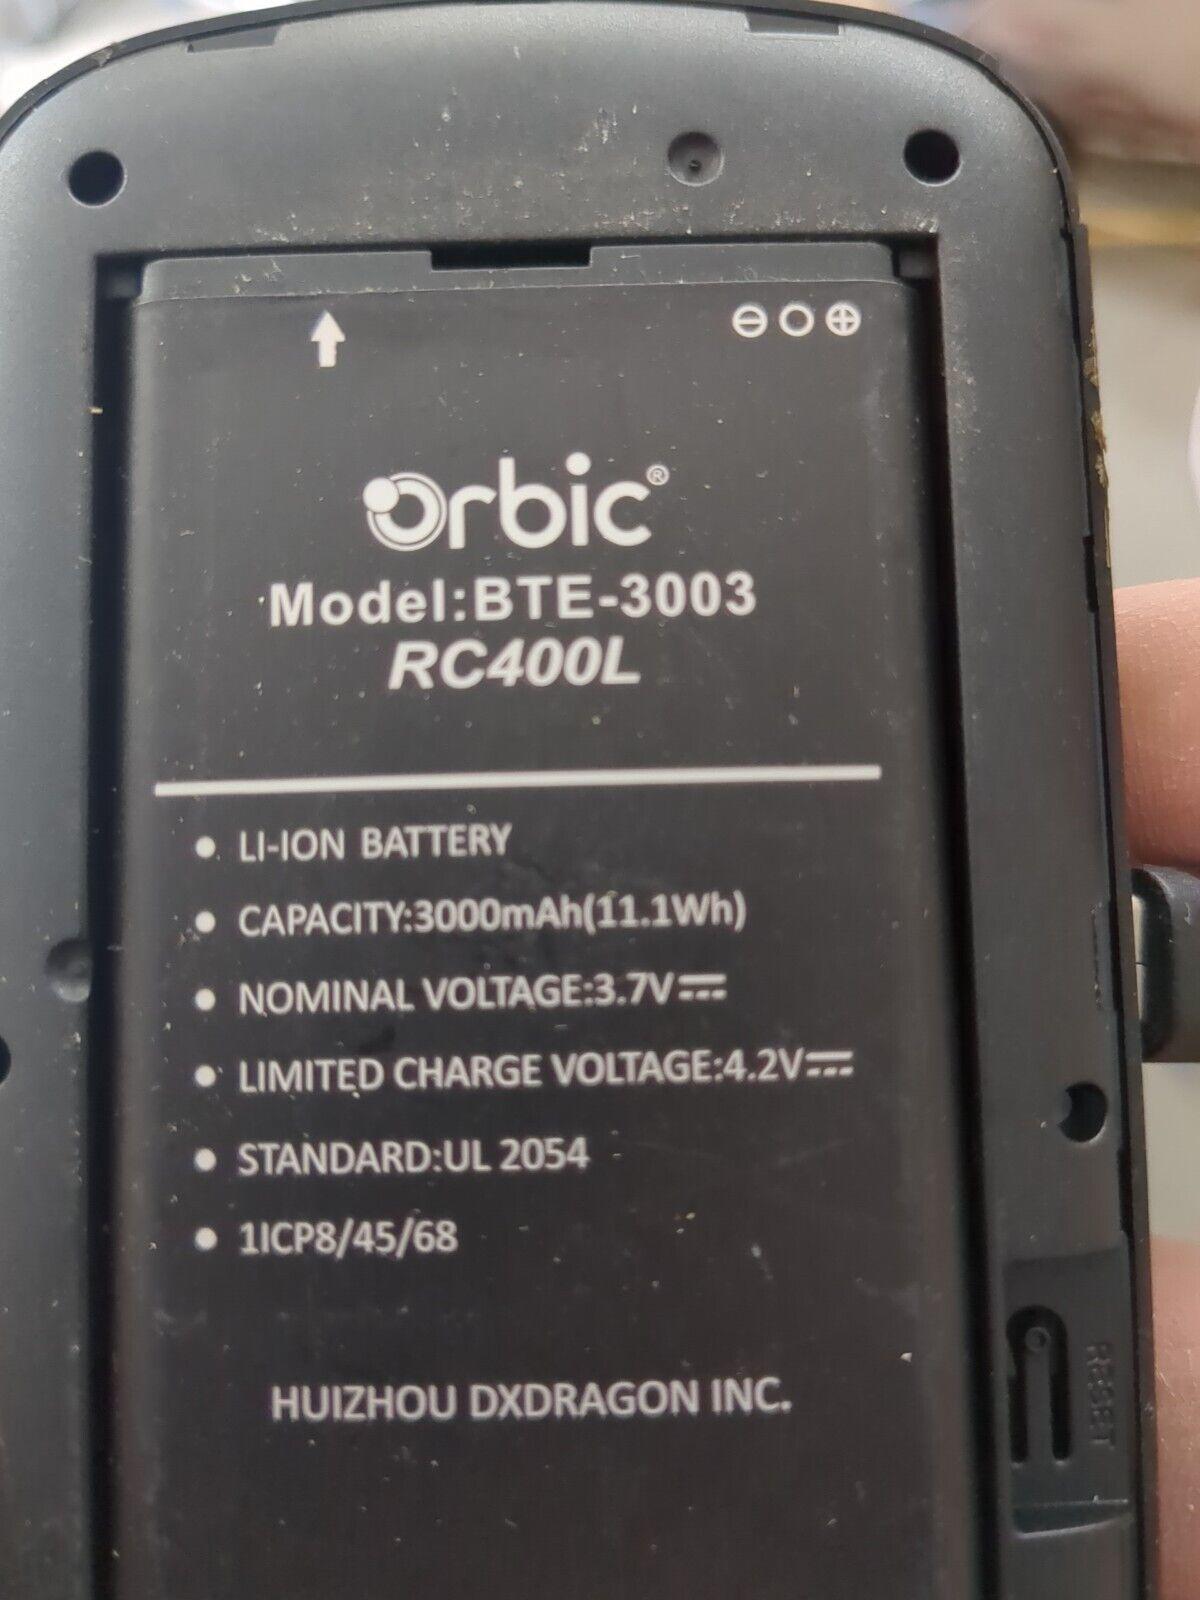 ⊖ ○ ⊕
Orbic®
Model:BTE-3003
RC400L
• LI-ION BATTERY
• CAPACITY:3000mAh(11.1Wh)
• NOMINAL VOLTAGE:3.7V⎓
• LIMITED CHARGE VOLTAGE:4.2V⎓
• STANDARD:UL 2054
• 1ICP8/45/68
HUIZHOU DXDRAGON INC.
RESET